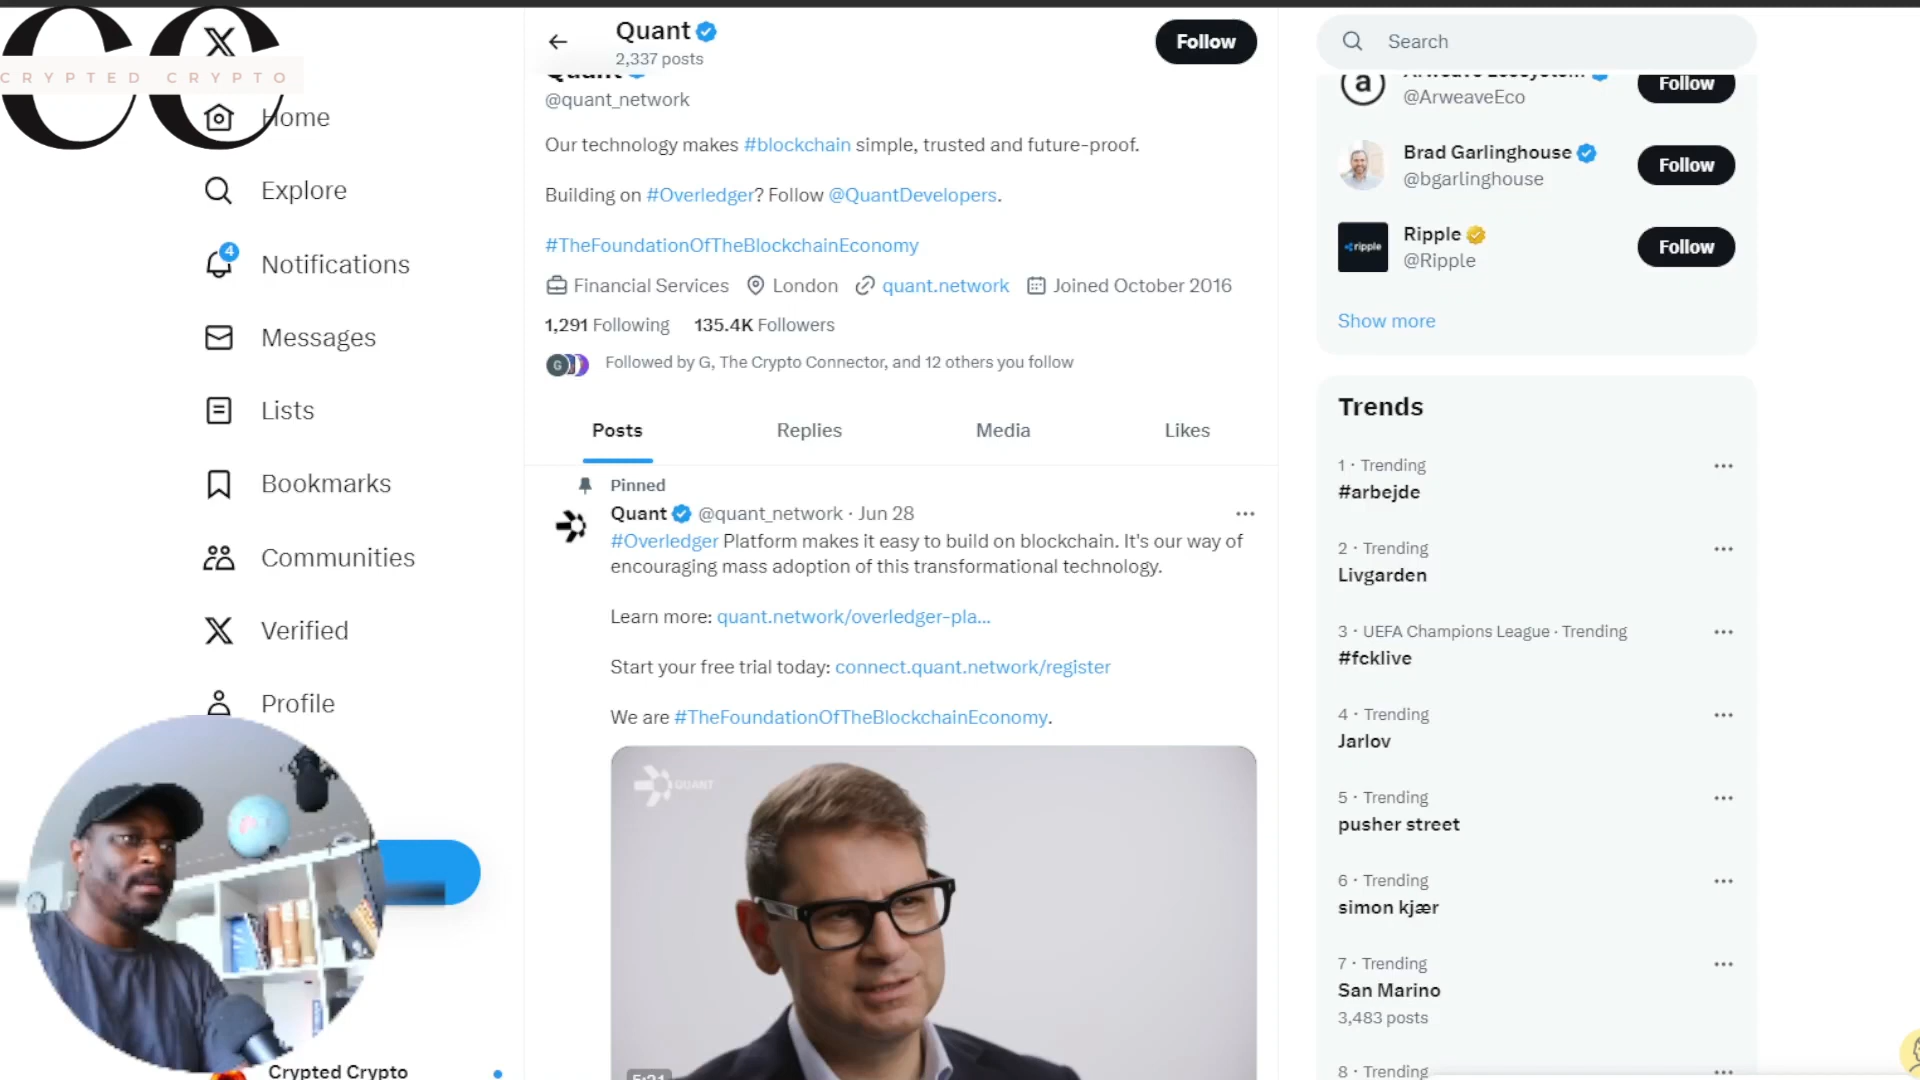 CRYPTED CRYPTO
Home
Explore
4
Notifications
Messages
Lists
Bookmarks
Communities
Verified
Profile
Crypted Crypto
Quant
2,337 posts
Follow
Quant
@quant_network
Our technology makes #blockchain simple, trusted and future-proof.
Building on #Overledger? Follow @QuantDevelopers.
#TheFoundationOfTheBlockchainEconomy
Financial Services London quant.network Joined October 2016
1,291 Following 135.4K Followers
G Followed by G, The Crypto Connector, and 12 others you follow
Posts Replies Media Likes
Pinned
Quant @quant_network · Jun 28
#Overledger Platform makes it easy to build on blockchain. It's our way of
encouraging mass adoption of this transformational technology.
Learn more: quant.network/overledger-pla...
Start your free trial today: connect.quant.network/register
We are #TheFoundationOfTheBlockchainEconomy.
QUANT
5:21
Search
@ArweaveEco
Follow
Brad Garlinghouse
@bgarlinghouse
Follow
ripple
Ripple
@Ripple
Follow
Show more
Trends
1 · Trending
#arbejde
2 · Trending
Livgarden
3 · UEFA Champions League · Trending
#fcklive
4 · Trending
Jarlov
5 · Trending
pusher street
6 · Trending
simon kjær
7 · Trending
San Marino
3,483 posts
8 · Trending